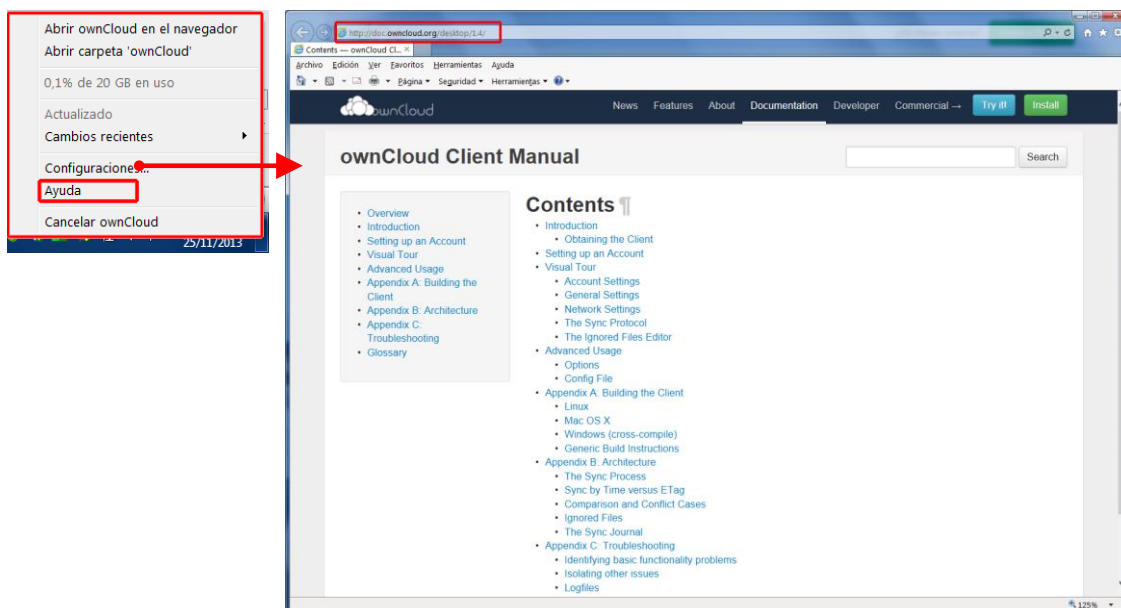 Abrir ownCloud en el navegador
Abrir carpeta 'ownCloud'
0,1% de 20 GB en uso
Actualizado
Cambios recientes
Configuraciones...
Ayuda
Cancelar ownCloud
25/11/2013
http://doc.owncloud.org/desktop/1.4/
Contents — ownCloud Cl...
Archivo Edición Ver Favoritos Herramientas Ayuda
Página Seguridad Herramientas
ownCloud
News Features About Documentation Developer Commercial → Try it! Install
ownCloud Client Manual
Search
• Overview
• Introduction
• Setting up an Account
• Visual Tour
• Advanced Usage
• Appendix A: Building the
Client
• Appendix B: Architecture
• Appendix C:
Troubleshooting
• Glossary
Contents ¶
• Introduction
• Obtaining the Client
• Setting up an Account
• Visual Tour
• Account Settings
• General Settings
• Network Settings
• The Sync Protocol
• The Ignored Files Editor
• Advanced Usage
• Options
• Config File
• Appendix A: Building the Client
• Linux
• Mac OS X
• Windows (cross-compile)
• Generic Build Instructions
• Appendix B: Architecture
• The Sync Process
• Sync by Time versus ETag
• Comparison and Conflict Cases
• Ignored Files
• The Sync Journal
• Appendix C: Troubleshooting
• Identifying basic functionality problems
• Isolating other issues
• Logfiles
125%